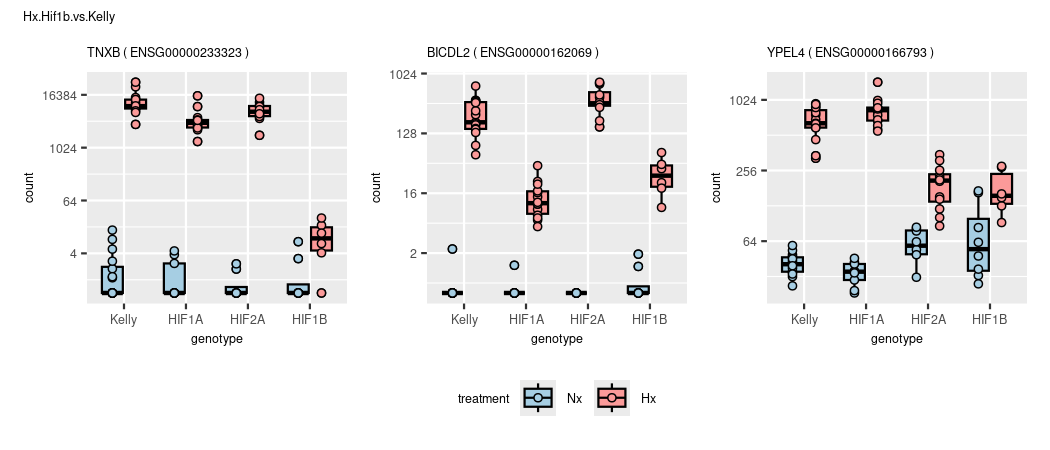 Hx.Hif1b.vs.Kelly
TNXB ( ENSG00000233323 )
16384
1024
64
4
count
Kelly HIF1A HIF2A HIF1B
genotype
BICDL2 ( ENSG00000162069 )
1024
128
16
2
count
Kelly HIF1A HIF2A HIF1B
genotype
YPEL4 ( ENSG00000166793 )
1024
256
64
count
Kelly HIF1A HIF2A HIF1B
genotype
treatment Nx Hx